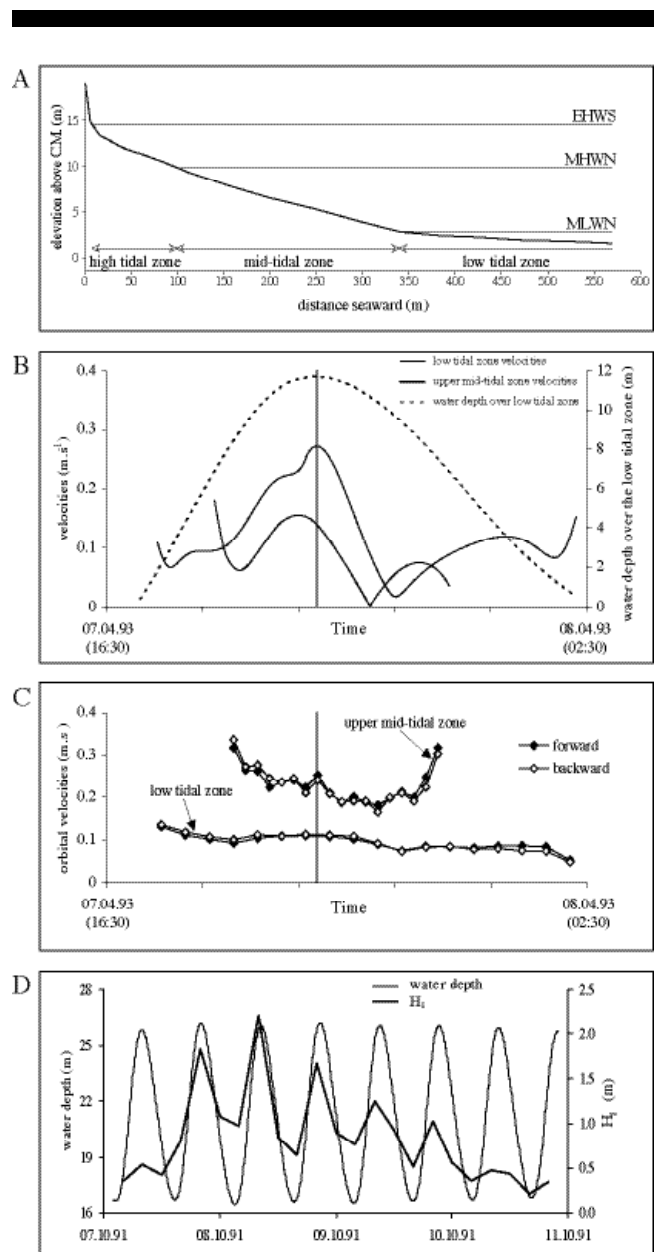 A
elevation above C.M. (m)
15
10
5
0
EHWS
MHWN
MLWN
high tidal zone
mid-tidal zone
low tidal zone
0 50 100 150 200 250 300 350 400 450 500 550 600
distance seaward (m)
B
velocities (m.s¹)
0.4
0.3
0.2
0.1
0
low tidal zone velocities
upper mid-tidal zone velocities
water depth over low tidal zone
12
10
8
6
4
2
0
water depth over the low tidal zone (m)
07.04.93
(16:30)
Time
08.04.93
(02:30)
C
orbital velocities (m.s)
0.4
0.3
0.2
0.1
0
upper mid-tidal zone
low tidal zone
forward
backward
07.04.93
(16:30)
Time
08.04.93
(02:30)
D
water depth (m)
28
25
22
19
16
water depth
Hₛ
2.5
2.0
1.5
1.0
0.5
0.0
Hₛ (m)
07.10.91 08.10.91 09.10.91 10.10.91 11.10.91